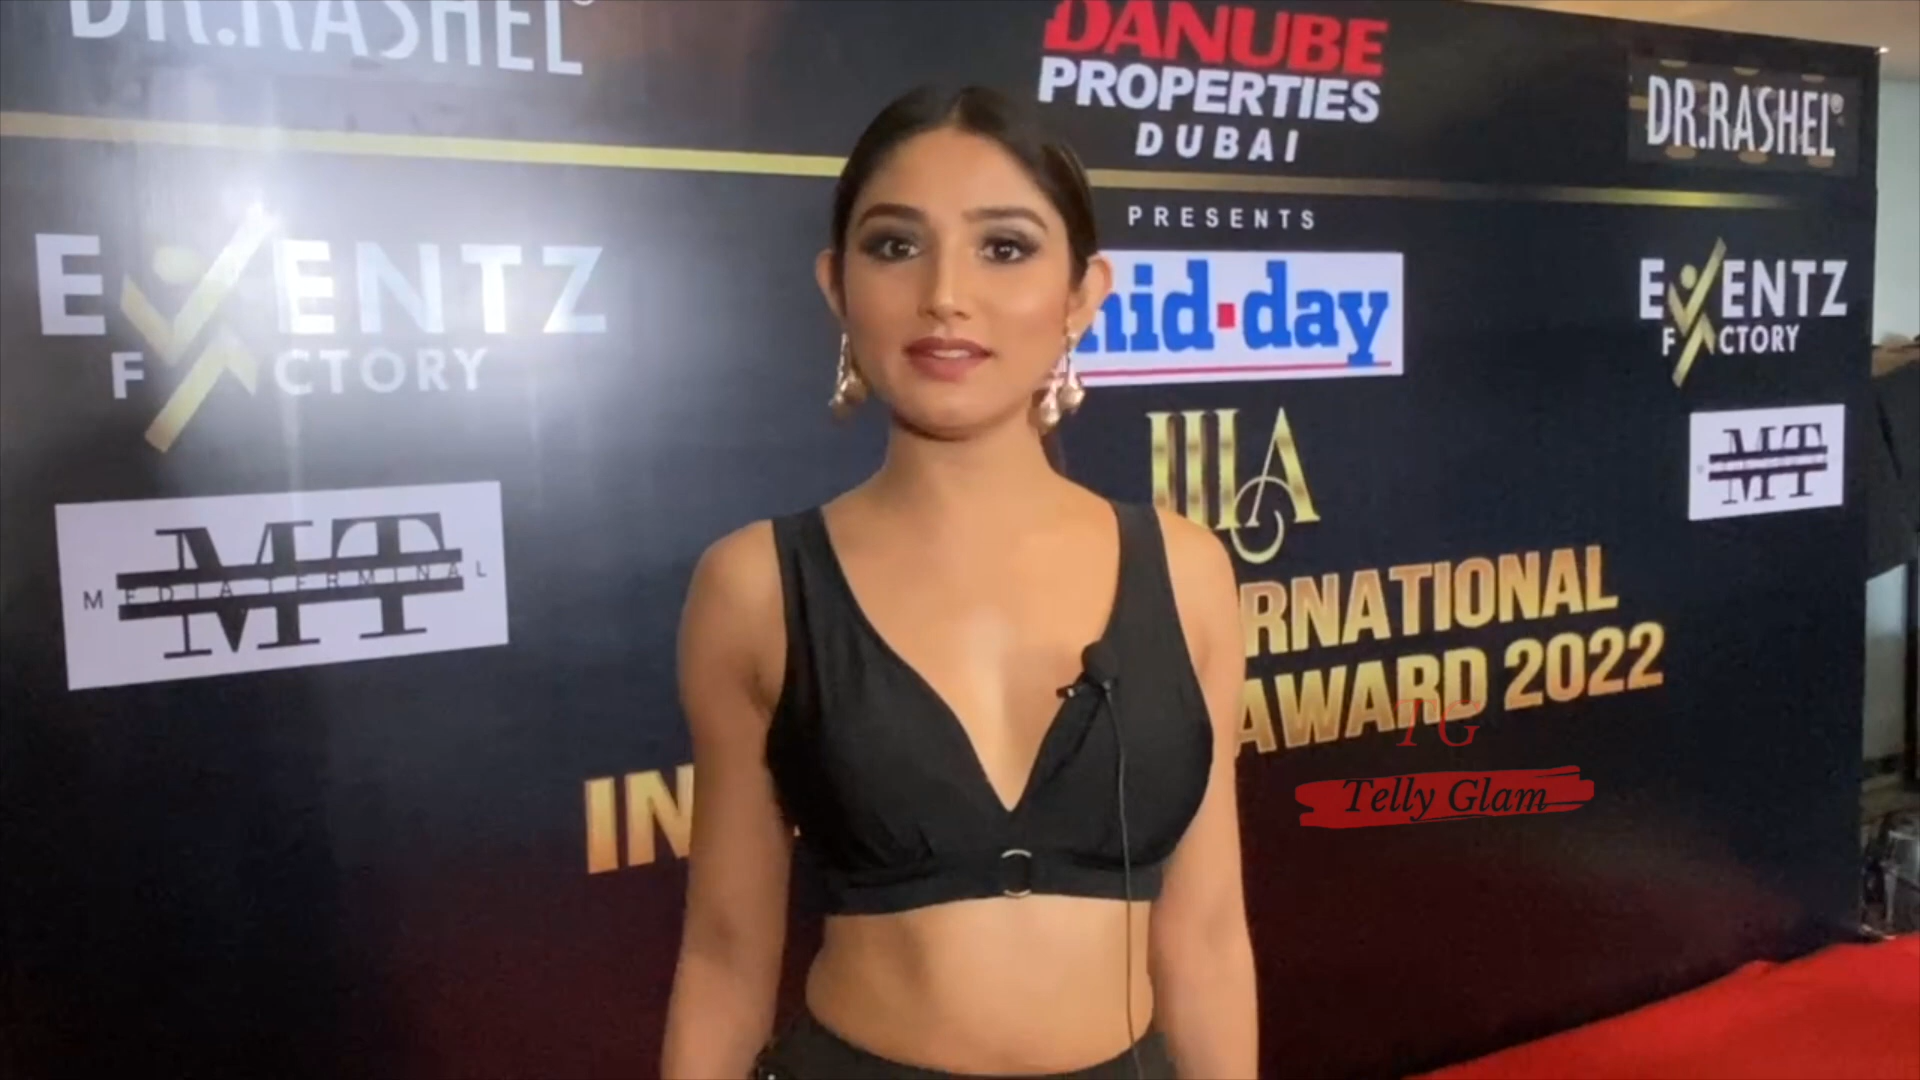 DR.RASHEL
DANUBE
PROPERTIES
DUBAI
DR.RASHEL®
PRESENTS
EVENTZ
FACTORY
mid-day
EVENTZ
FACTORY
IIIA
MT
MEDIA TERMINAL
MT
RNATIONAL
IN
AWARD 2022
TG
Telly Glam